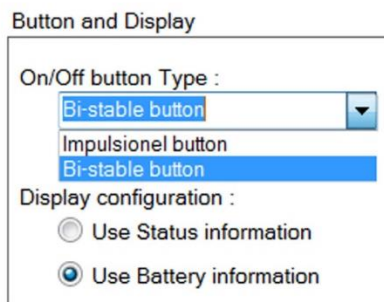 Button and Display
On/Off button Type :
Bi-stable button
Impulsionel button
Bi-stable button
Display configuration :
Use Status information
Use Battery information